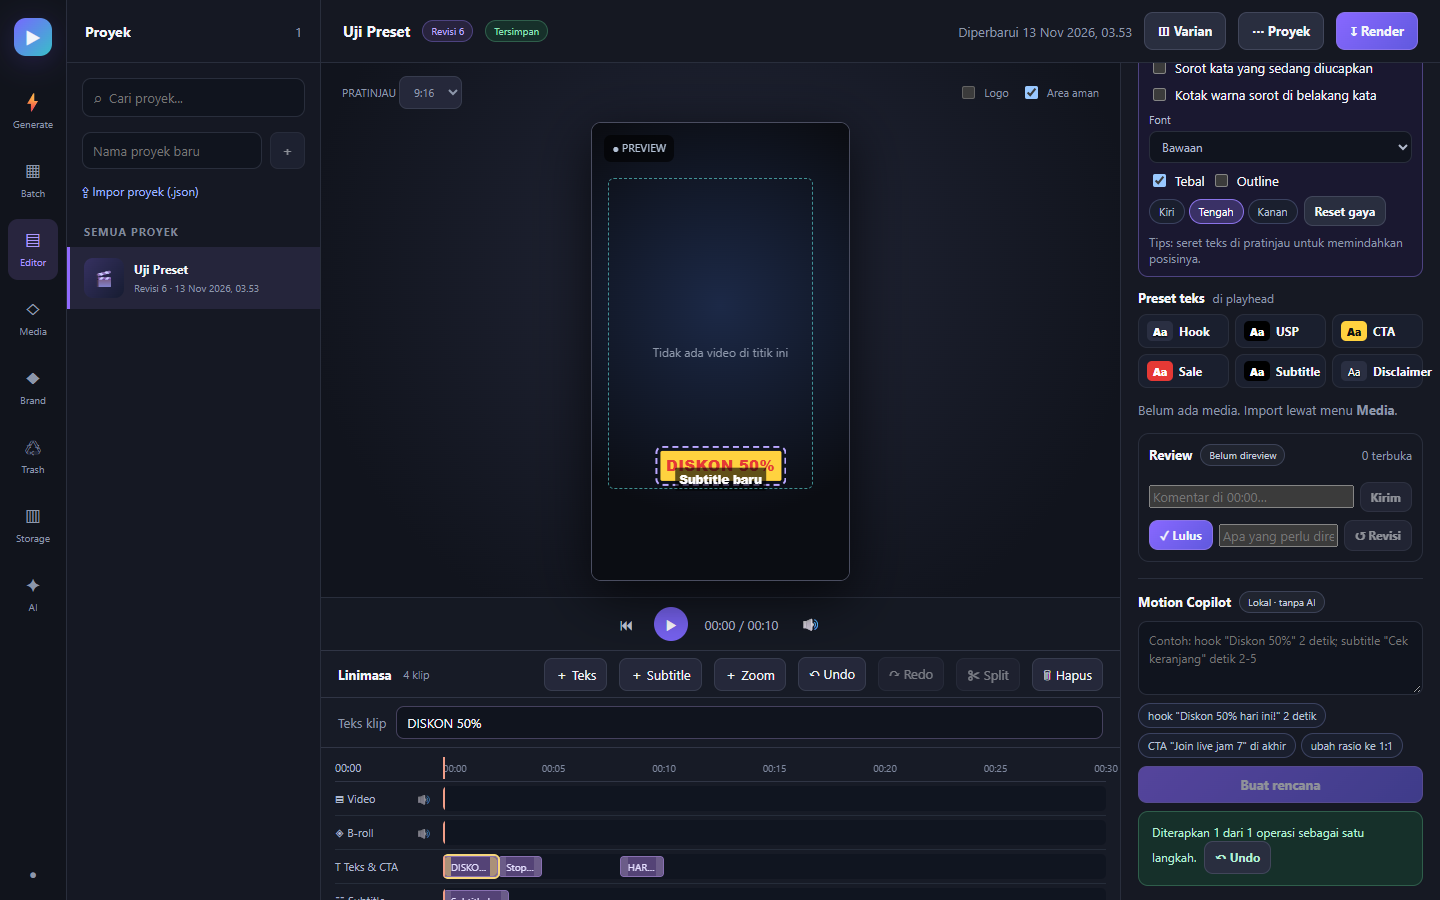 Generate
Batch
Editor
Media
Brand
Trash
Storage
AI
Proyek 1
Cari proyek...
Nama proyek baru +
Impor proyek (.json)
SEMUA PROYEK
Uji Preset
Revisi 6 · 13 Nov 2026, 03.53
Uji Preset Revisi 6 Tersimpan Diperbarui 13 Nov 2026, 03.53 Varian Proyek Render
PRATINJAU 9:16 Logo Area aman
PREVIEW
Tidak ada video di titik ini
DISKON 50%
Subtitle baru
00:00 / 00:10
Linimasa 4 klip + Teks + Subtitle + Zoom Undo Redo Split Hapus
Teks klip DISKON 50%
00:00 00:00 00:05 00:10 00:15 00:20 00:25 00:30
Video
B-roll
T Teks & CTA DISKO... Stop... HAR...
Sorot kata yang sedang diucapkan
Kotak warna sorot di belakang kata
Font
Bawaan
Tebal Outline
Kiri Tengah Kanan Reset gaya
Tips: seret teks di pratinjau untuk memindahkan
posisinya.
Preset teks di playhead
Aa Hook Aa USP Aa CTA
Aa Sale Aa Subtitle Aa Disclaimer
Belum ada media. Import lewat menu Media.
Review Belum direview 0 terbuka
Komentar di 00:00... Kirim
✓ Lulus Apa yang perlu dire Revisi
Motion Copilot Lokal · tanpa AI
Contoh: hook "Diskon 50%" 2 detik; subtitle "Cek
keranjang" detik 2-5
hook "Diskon 50% hari ini!" 2 detik
CTA "Join live jam 7" di akhir ubah rasio ke 1:1
Buat rencana
Diterapkan 1 dari 1 operasi sebagai satu
langkah. Undo